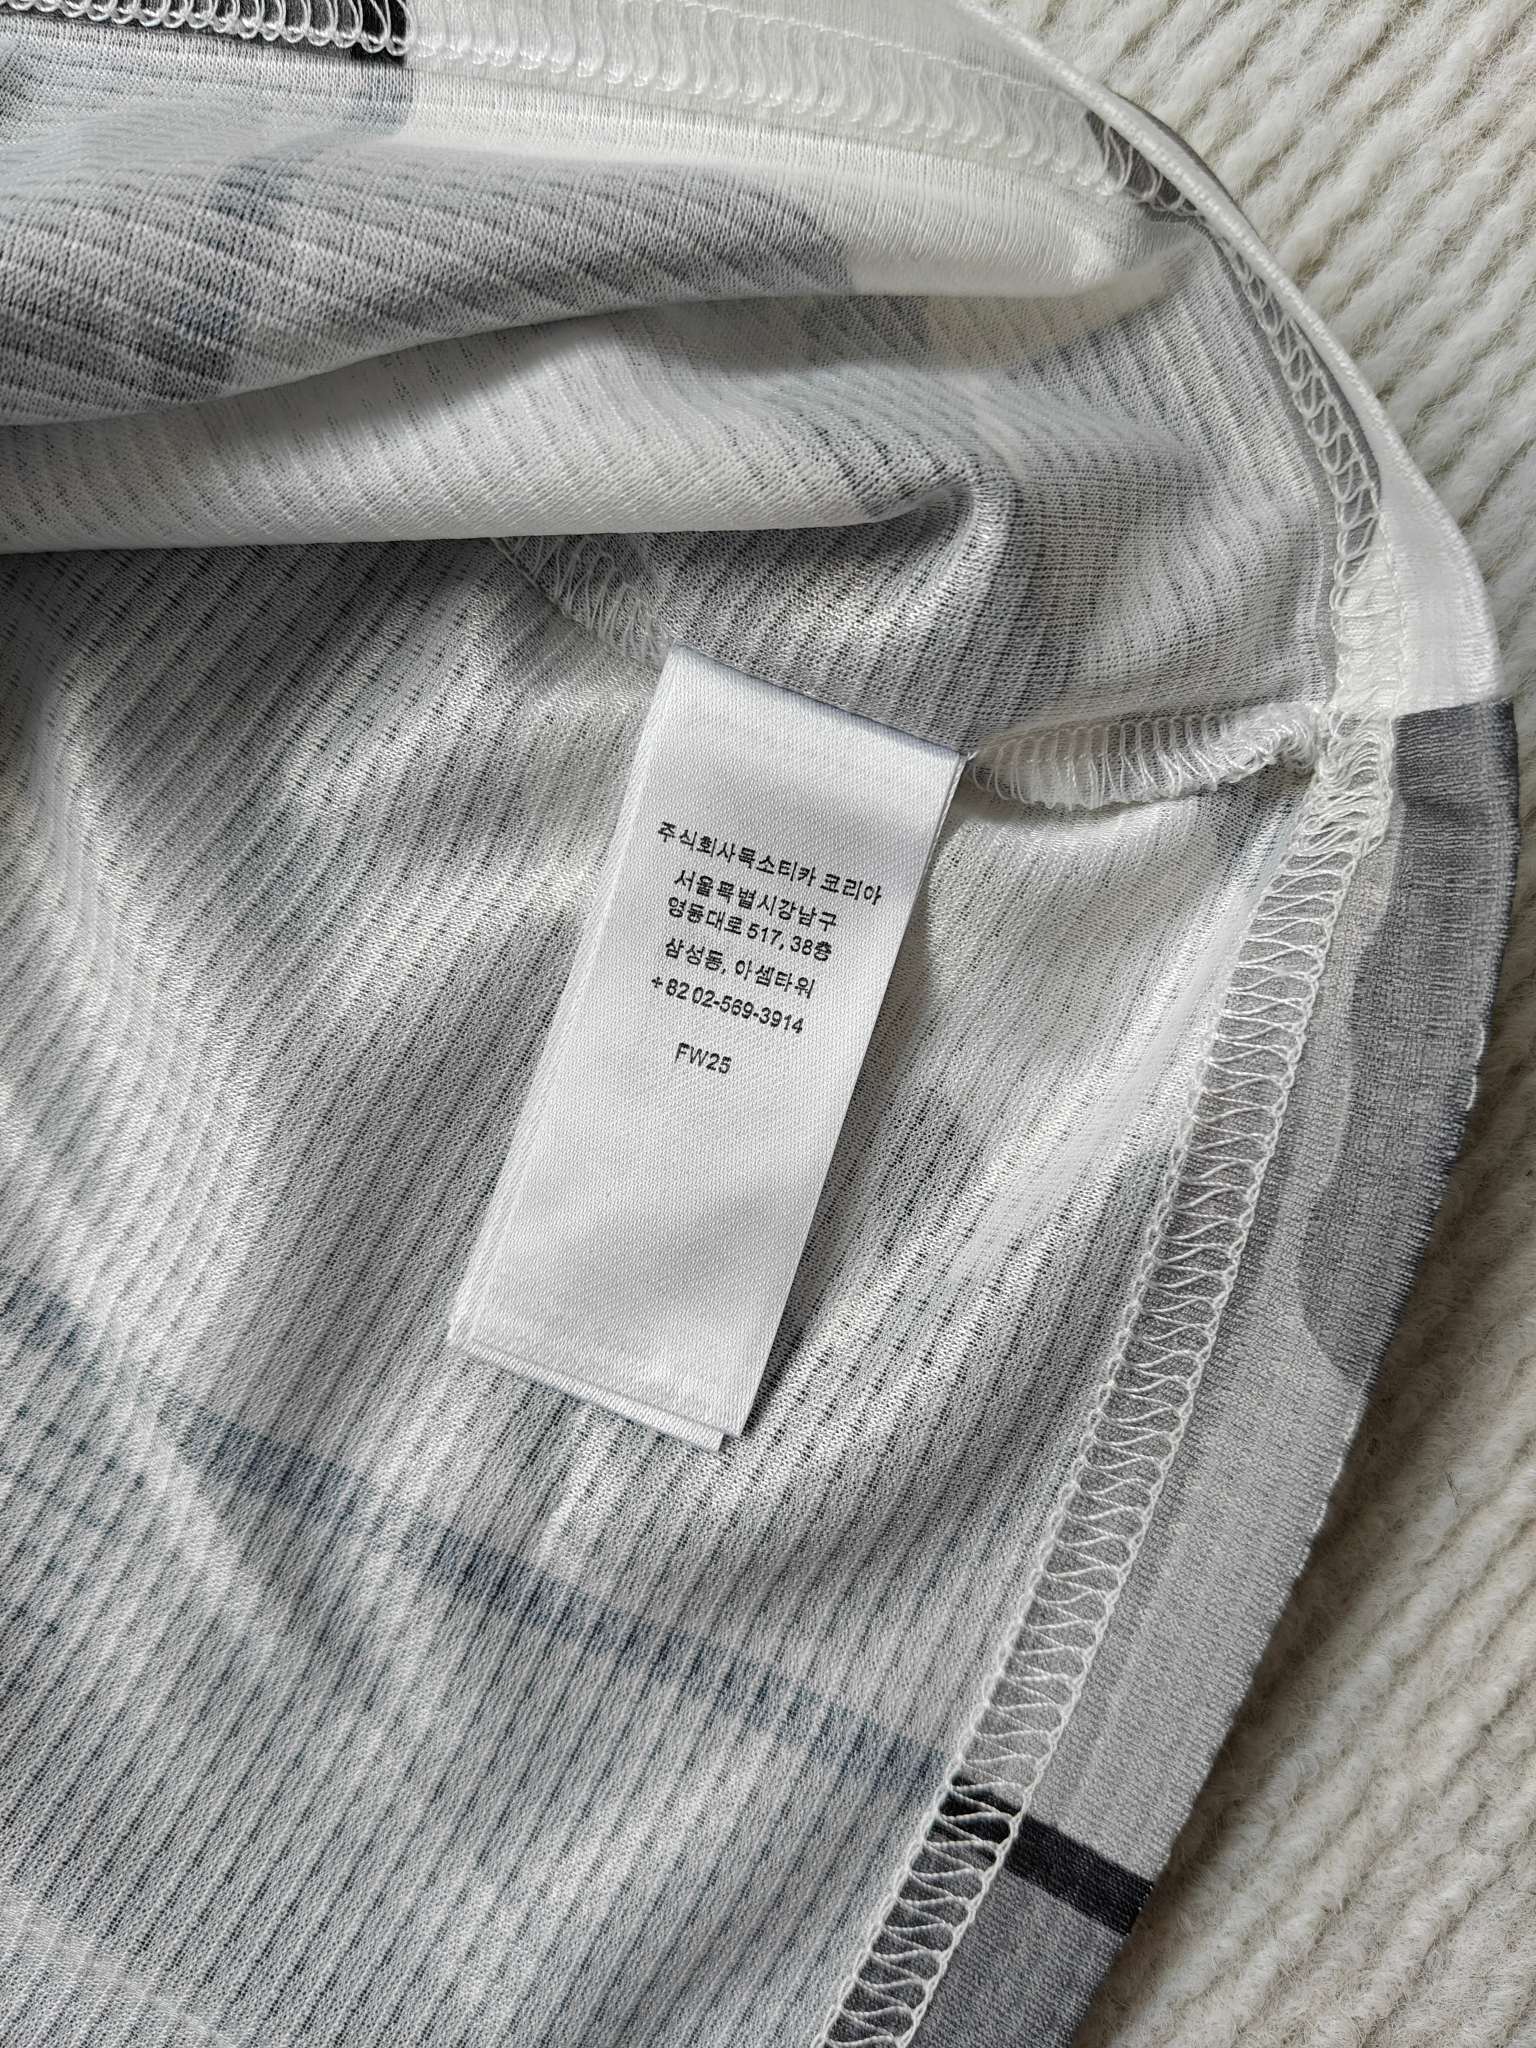 주식회사목소티카 코리아
서울특별시강남구
영동대로 517, 38층
삼성동, 아셈타워
+82 02-569-3914
FW25